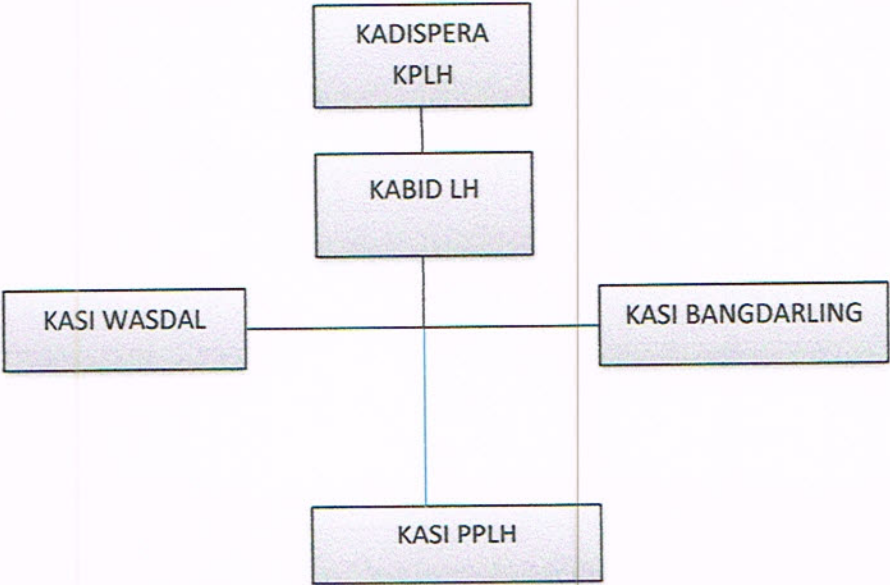 KADISPERA
KPLH
KABID LH
KASI WASDAL
KASI BANGDARLING
KASI PPLH